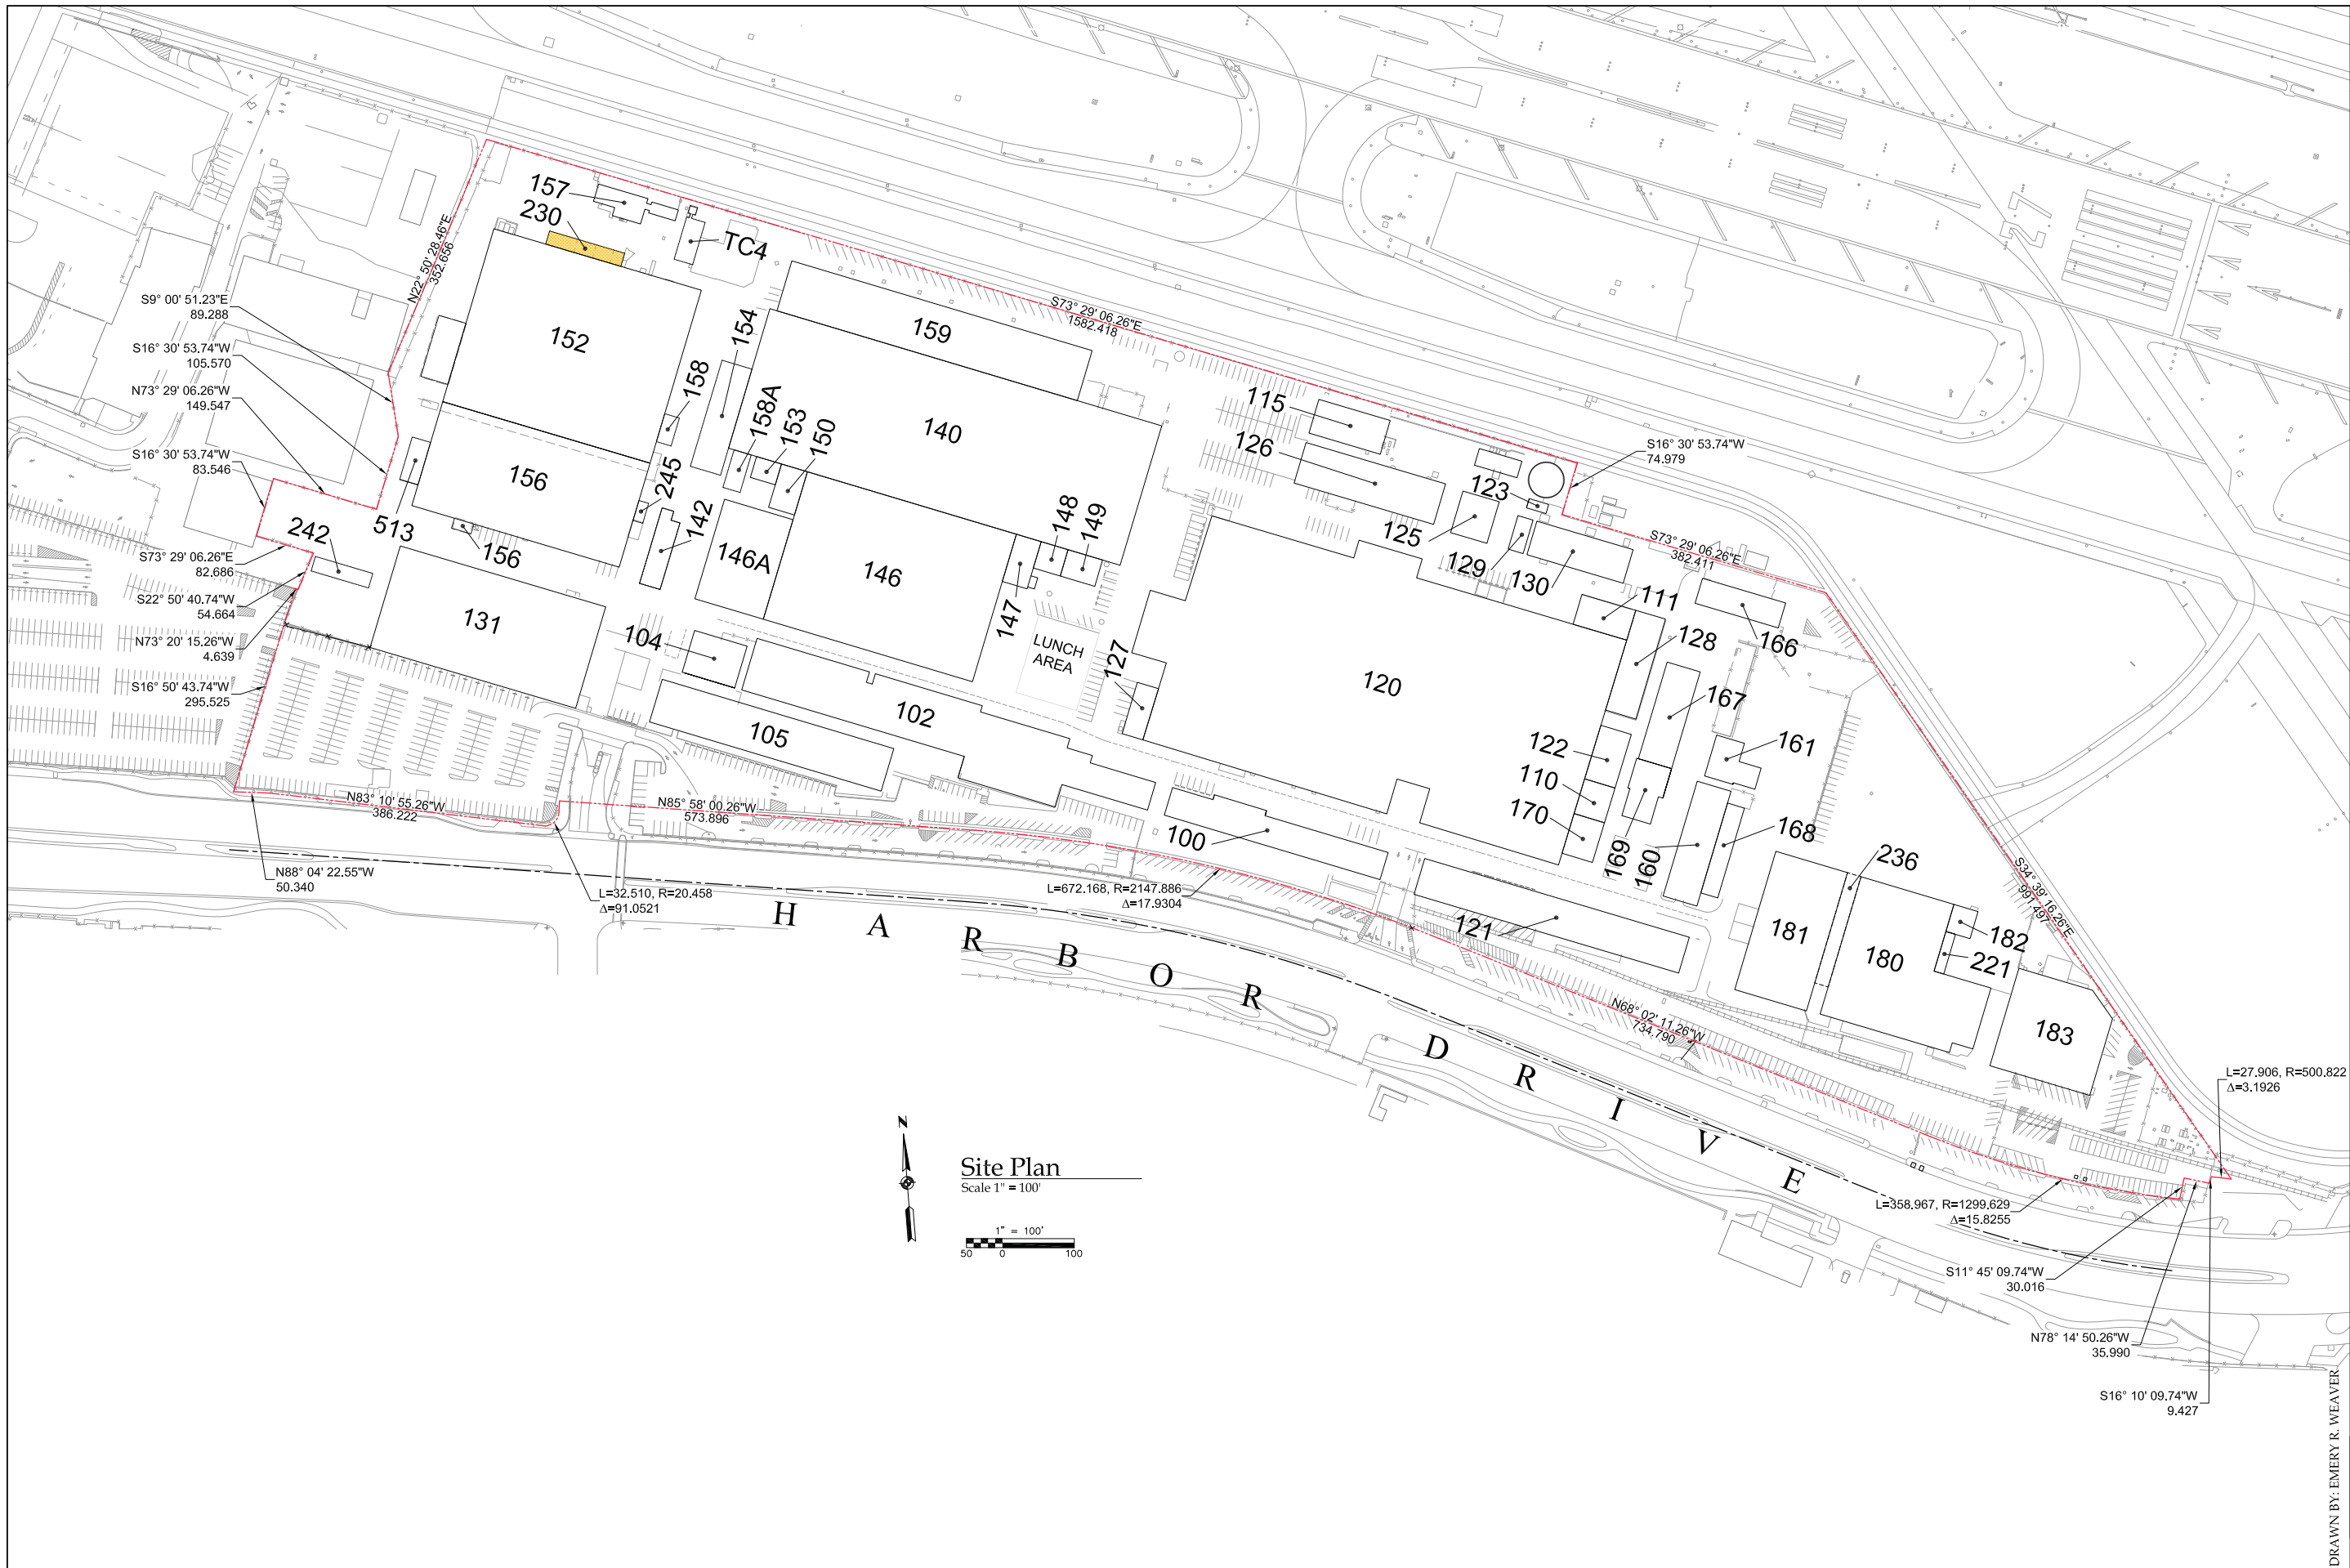 157
230
TC4
N22° 50' 28.46"E
352.656
S9° 00' 51.23"E
89.288
S16° 30' 53.74"W
105.570
N73° 29' 06.26"W
149.547
S16° 30' 53.74"W
83.546
S73° 29' 06.26"E
82.686
S22° 50' 40.74"W
54.664
N73° 20' 15.26"W
4.639
S16° 50' 43.74"W
295.525
152
154
158
158A
153
150
159
S73° 29' 06.26"E
1582.418
140
156
245
142
513
242
156
131
146A
146
148
149
147
LUNCH
AREA
104
105
102
127
115
126
S16° 30' 53.74"W
74.979
123
125
129
130
S73° 29' 06.26"E
382.411
111
128
166
120
167
122
161
110
170
169
160
168
100
121
236
181
180
182
221
183
S34° 39' 16.26"E
991.497
N83° 10' 55.26"W
386.222
N85° 58' 00.26"W
573.896
N88° 04' 22.55"W
50.340
L=32.510, R=20.458
Δ=91.0521
L=672.168, R=2147.886
Δ=17.9304
N68° 02' 11.26"W
734.790
HARBOR DRIVE
L=27.906, R=500.822
Δ=3.1926
L=358.967, R=1299.629
Δ=15.8255
S11° 45' 09.74"W
30.016
N78° 14' 50.26"W
35.990
S16° 10' 09.74"W
9.427
N
Site Plan
Scale 1" = 100'
1" = 100'
50 0 100
DRAWN BY: EMERY R. WEAVER